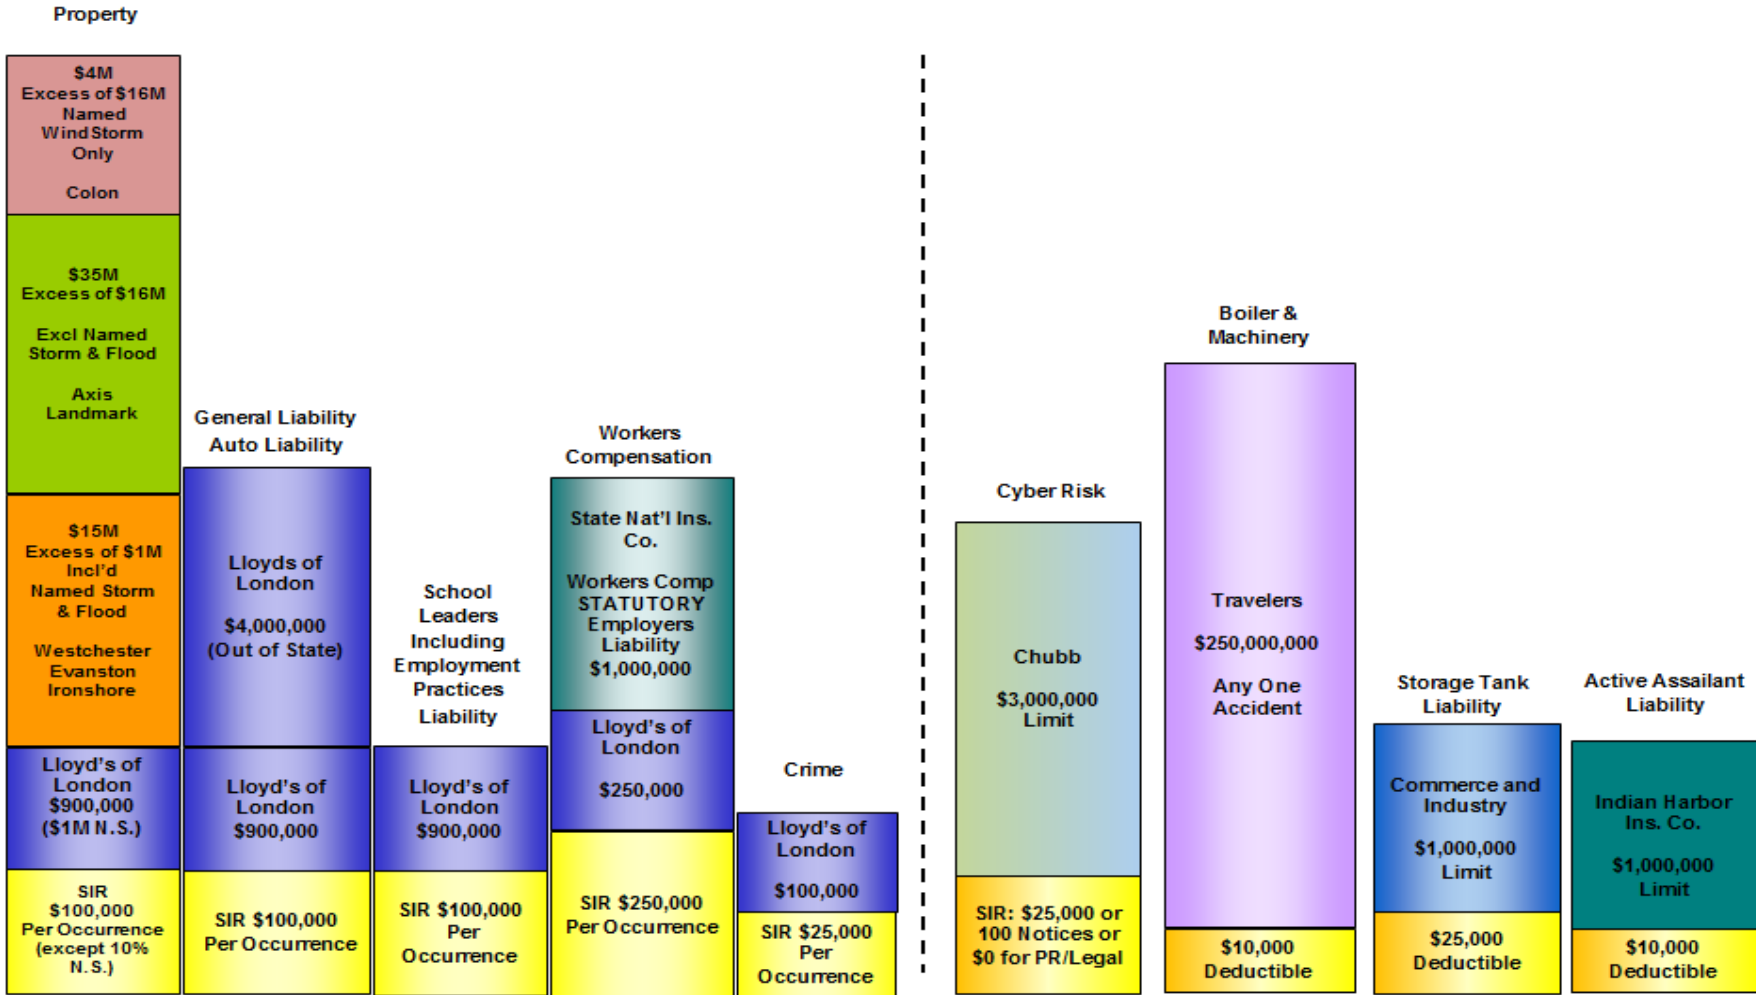 Property
$4M
Excess of $16M
Named
WindStorm
Only
Colon
$35M
Excess of $16M
Excl Named
Storm & Flood
Axis
Landmark
$15M
Excess of $1M
Incl'd
Named Storm
& Flood
Westchester
Evanston
Ironshore
Lloyd's of
London
$900,000
($1M N.S.)
SIR
$100,000
Per Occurrence
(except 10%
N.S.)
General Liability
Auto Liability
Lloyds of
London
$4,000,000
(Out of State)
Lloyd's of
London
$900,000
SIR $100,000
Per Occurrence
School
Leaders
Including
Employment
Practices
Liability
Lloyd's of
London
$900,000
SIR $100,000
Per
Occurrence
Workers
Compensation
State Nat'l Ins.
Co.
Workers Comp
STATUTORY
Employers
Liability
$1,000,000
Lloyd's of
London
$250,000
SIR $250,000
Per Occurrence
Crime
Lloyd's of
London
$100,000
SIR $25,000
Per
Occurrence
Cyber Risk
Chubb
$3,000,000
Limit
SIR: $25,000 or
100 Notices or
$0 for PR/Legal
Boiler &
Machinery
Travelers
$250,000,000
Any One
Accident
$10,000
Deductible
Storage Tank
Liability
Commerce and
Industry
$1,000,000
Limit
$25,000
Deductible
Active Assailant
Liability
Indian Harbor
Ins. Co.
$1,000,000
Limit
$10,000
Deductible